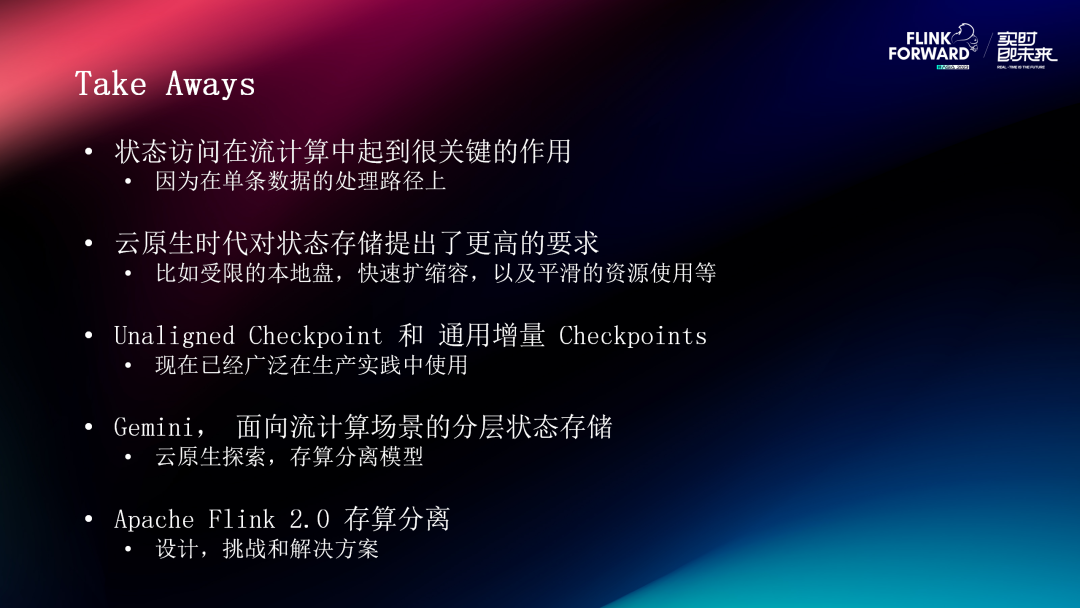 FLINK
FORWARD
实时
即未来
REAL-TIME IS THE FUTURE
Take Aways
• 状态访问在流计算中起到很关键的作用
• 因为在单条数据的处理路径上
• 云原生时代对状态存储提出了更高的要求
• 比如受限的本地盘，快速扩缩容，以及平滑的资源使用等
• Unaligned Checkpoint 和 通用增量 Checkpoints
• 现在已经广泛在生产实践中使用
• Gemini， 面向流计算场景的分层状态存储
• 云原生探索，存算分离模型
• Apache Flink 2.0 存算分离
• 设计，挑战和解决方案